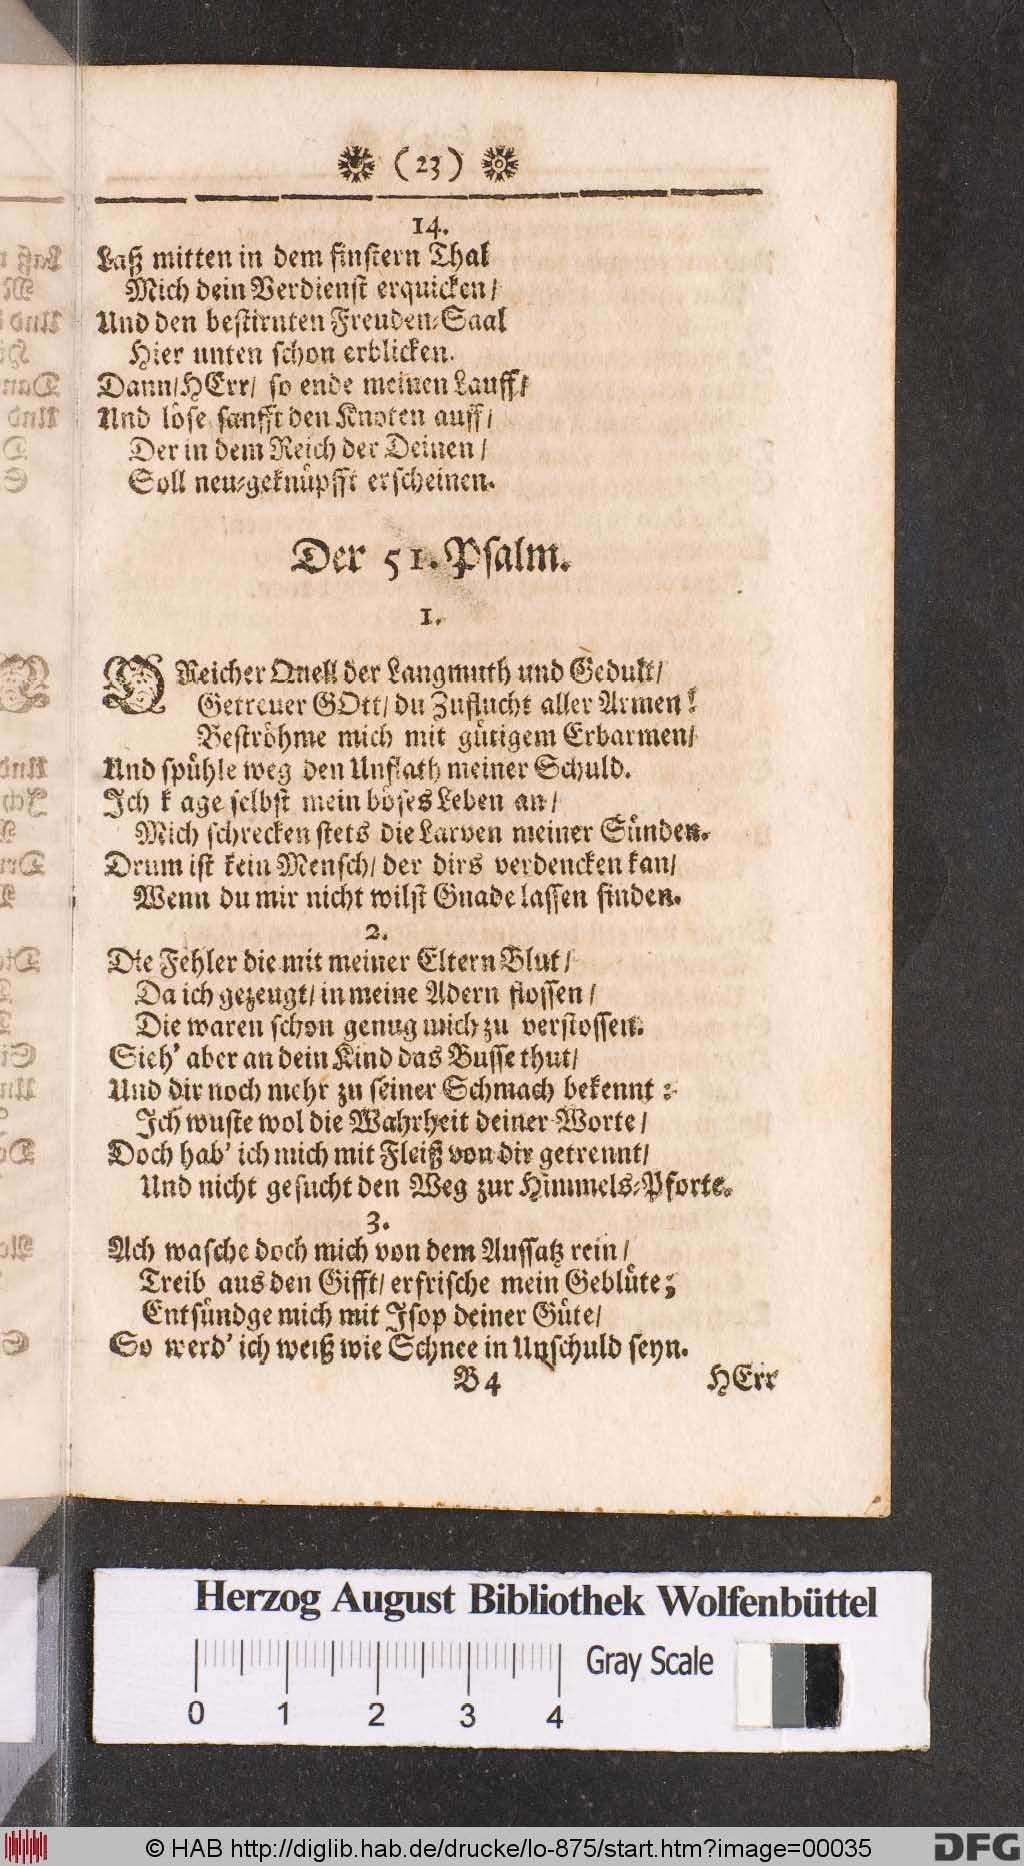 (23)
14.
Laß mitten in dem finstern Thal
Mich dein Verdienst erquicken/
Und den bestirnten Freuden-Saal
Hier unten schon erblicken.
Dann/HErr/ so ende meinen Lauff/
Und löse sanfft den Knoten auff/
Der in dem Reich der Deinen/
Soll neu-geknüpfft erscheinen.
Der 51. Psalm.
1.
O Reicher Quell der Langmuth und Gedult/
Getreuer GOtt/ du Zuflucht aller Armen!
Beströhme mich mit gütigem Erbarmen/
Und spühle weg den Unflath meiner Schuld.
Ich k age selbst mein böses Leben an/
Mich schrecken stets die Larven meiner Sünden.
Drum ist kein Mensch/ der dirs verdencken kan/
Wenn du mir nicht wilst Gnade lassen finden.
2.
Die Fehler die mit meiner Eltern Blut/
Da ich gezeugt/ in meine Adern flossen/
Die waren schon genug mich zu verstossen.
Sieh' aber an dein Kind das Busse thut/
Und dir noch mehr zu seiner Schmach bekennt:
Ich wuste wol die Wahrheit deiner Worte/
Doch hab' ich mich mit Fleiß von dir getrennt/
Und nicht gesucht den Weg zur Himmels-Pforte.
3.
Ach wasche doch mich von dem Aussatz rein/
Treib aus den Gifft/ erfrische mein Geblüte;
Entsündge mich mit Isop deiner Güte/
So werd' ich weiß wie Schnee in Unschuld seyn.
B 4 HErr
Herzog August Bibliothek Wolfenbüttel
Gray Scale
0 1 2 3 4
© HAB http://diglib.hab.de/drucke/lo-875/start.htm?image=00035
DFG